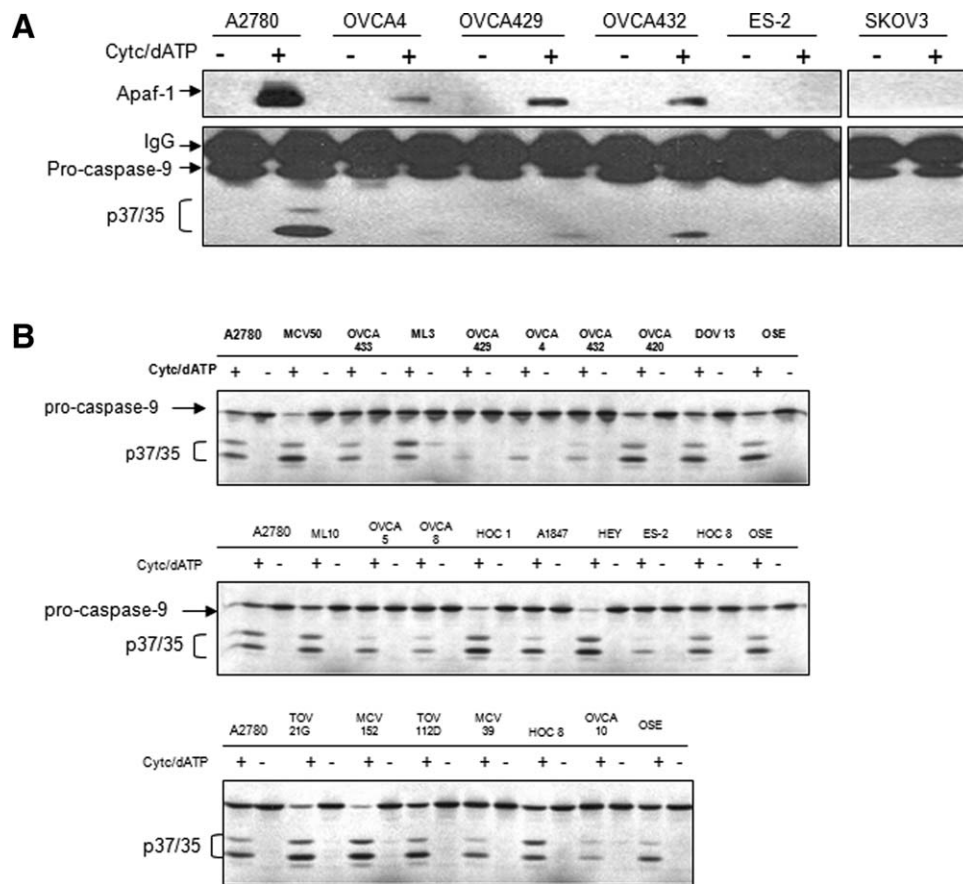 A
A2780 OVCA4 OVCA429 OVCA432 ES-2 SKOV3
Cytc/dATP - + - + - + - + - + - +
Apaf-1
IgG
Pro-caspase-9
p37/35
B
A2780 MCV50 OVCA 433 ML3 OVCA 429 OVCA 4 OVCA 432 OVCA 420 DOV 13 OSE
Cytc/dATP + - + - + - + - + - + - + - + - + - + -
pro-caspase-9
p37/35
A2780 ML10 OVCA 5 OVCA 8 HOC 1 A1847 HEY ES-2 HOC 8 OSE
Cytc/dATP + - + - + - + - + - + - + - + - + - + -
pro-caspase-9
p37/35
A2780 TOV 21G MCV 152 TOV 112D MCV 39 HOC 8 OVCA 10 OSE
Cytc/dATP + - + - + - + - + - + - + - + -
p37/35